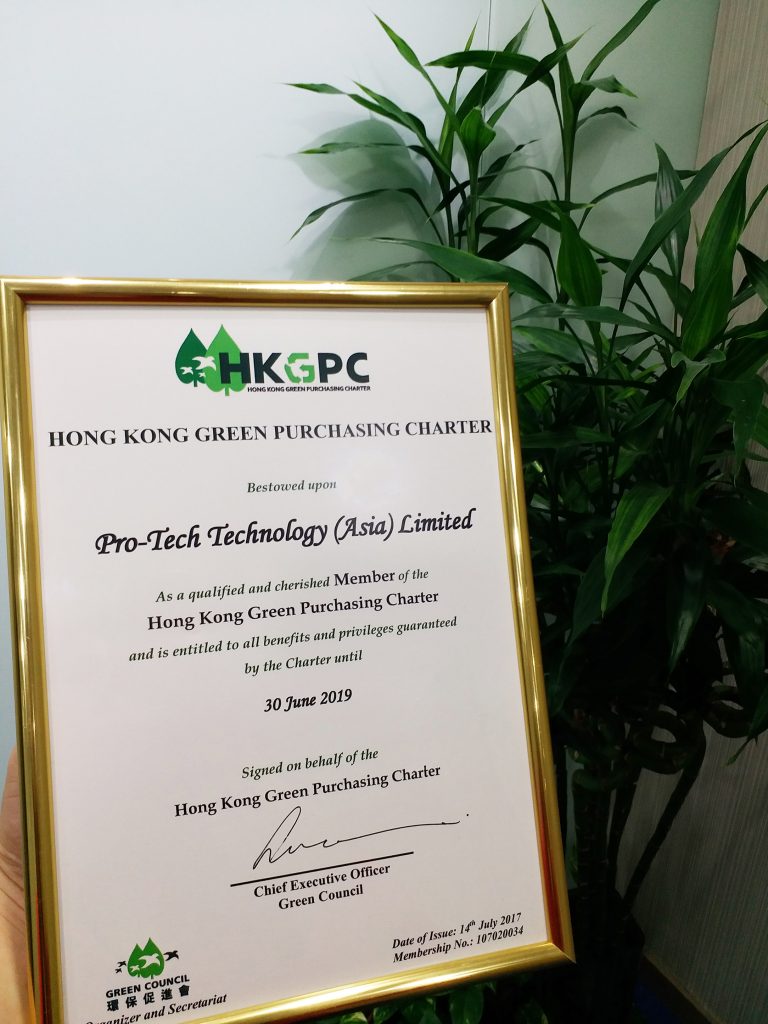 HKGPC
HONG KONG GREEN PURCHASING CHARTER
HONG KONG GREEN PURCHASING CHARTER
Bestowed upon
Pro-Tech Technology (Asia) Limited
As a qualified and cherished Member of the
Hong Kong Green Purchasing Charter
and is entitled to all benefits and privileges guaranteed
by the Charter until
30 June 2019
Signed on behalf of the
Hong Kong Green Purchasing Charter
Chief Executive Officer
Green Council
Date of Issue: 14th July 2017
Membership No.: 107020034
GREEN COUNCIL
環保促進會
Organizer and Secretariat